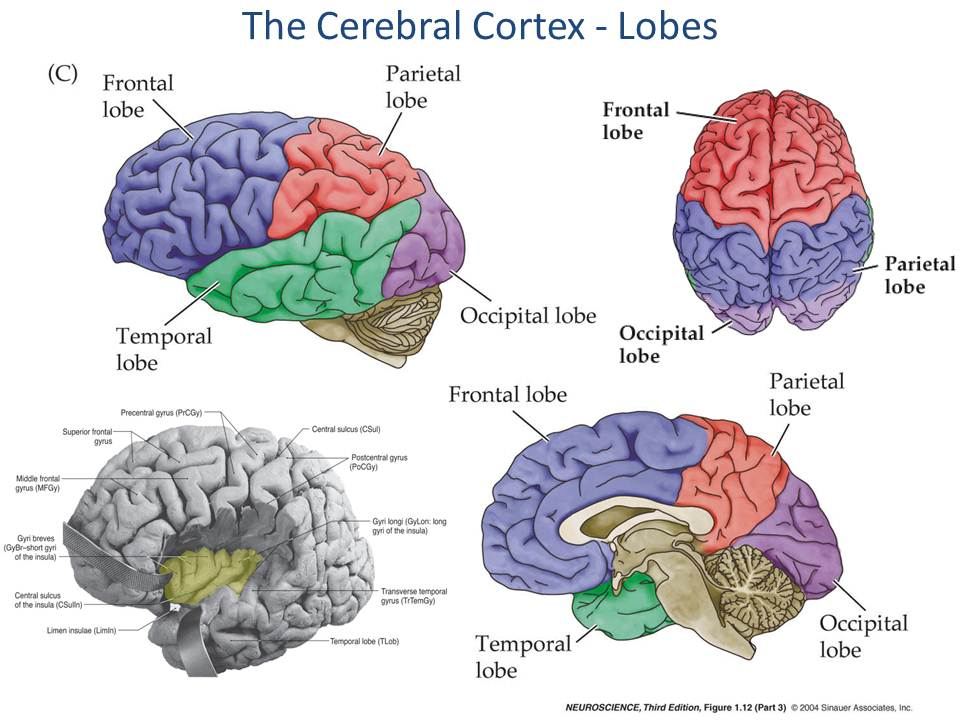 The Cerebral Cortex - Lobes
(C)
Frontal
lobe
Parietal
lobe
Temporal
lobe
Occipital lobe
Frontal
lobe
Parietal
lobe
Occipital
lobe
Precentral gyrus (PrCGy)
Superior frontal
gyrus
Middle frontal
gyrus (MFGy)
Gyri breves
(GyBr–short gyri
of the insula)
Central sulcus
of the insula (CSulIn)
Limen insulae (LimIn)
Central sulcus (CSul)
Postcentral gyrus
(PoCGy)
Gyri longi (GyLon: long
gyri of the insula)
Transverse temporal
gyrus (TrTemGy)
Temporal lobe (TLob)
Frontal lobe
Parietal
lobe
Temporal
lobe
Occipital
lobe
NEUROSCIENCE, Third Edition, Figure 1.12 (Part 3) © 2004 Sinauer Associates, Inc.